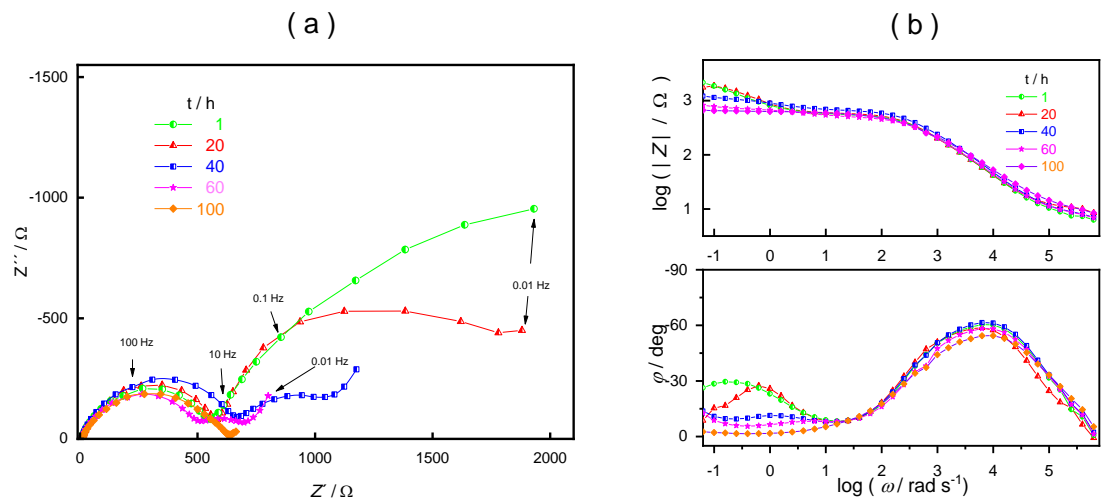 ( a )
-1500
-1000
-500
0
Z´´/ Ω
t / h
1
20
40
60
100
100 Hz
10 Hz
0.1 Hz
0.01 Hz
0.01 Hz
0 500 1000 1500 2000
Z´/ Ω
( b )
3
2
1
log ( |Z| / Ω )
t / h
1
20
40
60
100
-1 0 1 2 3 4 5
-90
-60
-30
0
φ/ deg
-1 0 1 2 3 4 5
log ( ω/ rad s-1)